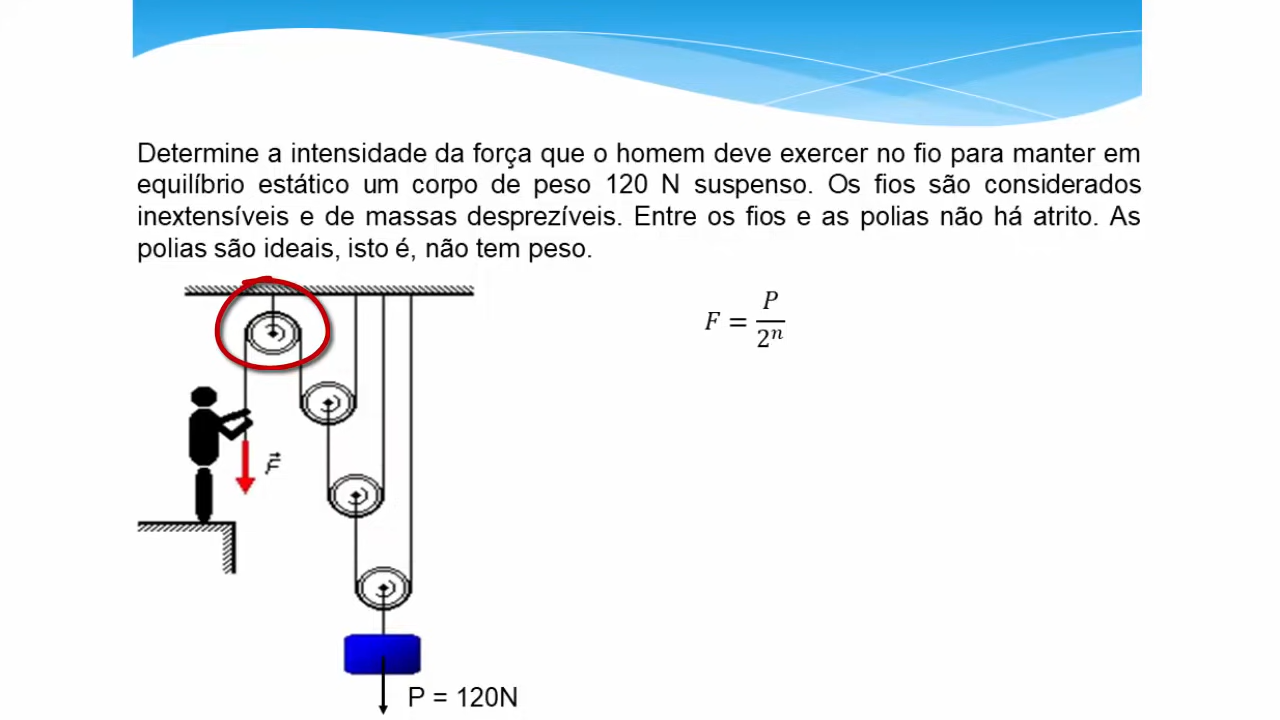 Determine a intensidade da força que o homem deve exercer no fio para manter em
equilíbrio estático um corpo de peso 120 N suspenso. Os fios são considerados
inextensíveis e de massas desprezíveis. Entre os fios e as polias não há atrito. As
polias são ideais, isto é, não tem peso.
F = P/2ⁿ
F⃗
P = 120N